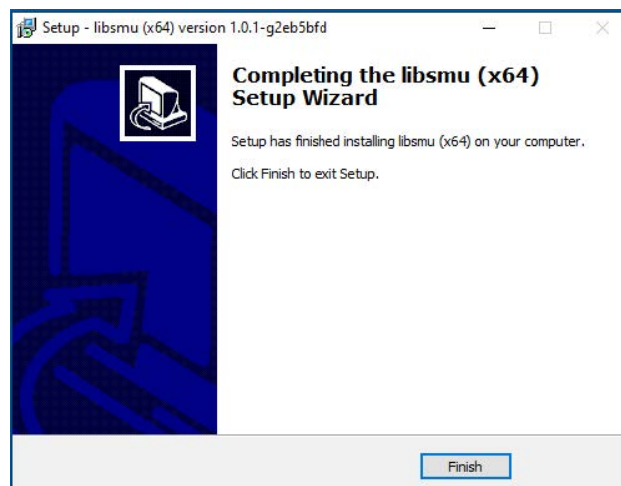 Setup - libsmu (x64) version 1.0.1-g2eb5bfd
Completing the libsmu (x64)
Setup Wizard
Setup has finished installing libsmu (x64) on your computer.
Click Finish to exit Setup.
Finish